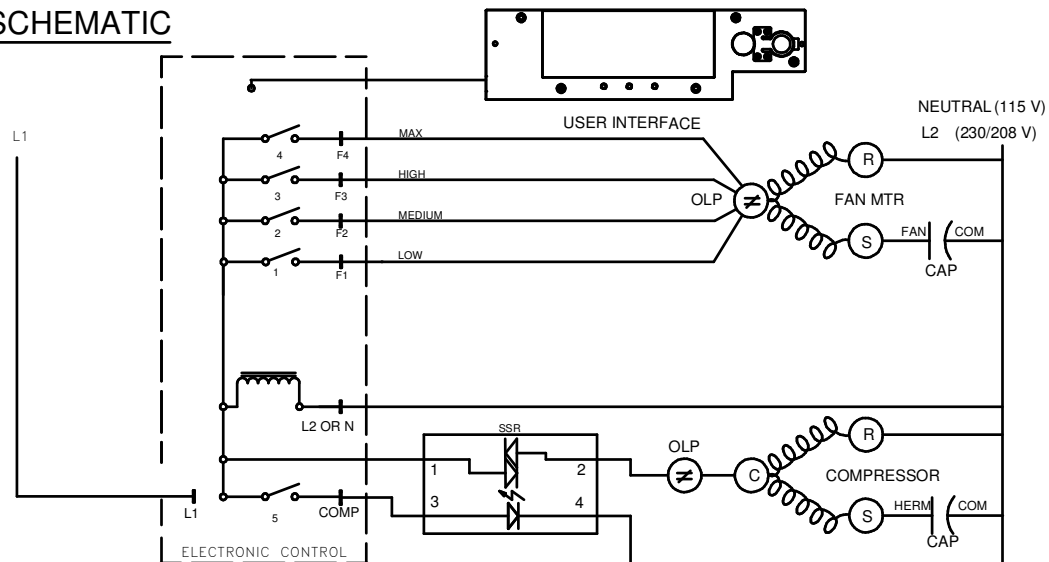 SCHEMATIC
USER INTERFACE
NEUTRAL (115 V)
L2 (230/208 V)
L1
MAX
4
F4
HIGH
3
F3
MEDIUM
2
F2
LOW
1
F1
OLP
R
FAN MTR
S
FAN
COM
CAP
L2 OR N
SSR
1
2
3
4
OLP
C
R
COMPRESSOR
S
HERM
COM
CAP
L1
5
COMP
ELECTRONIC CONTROL